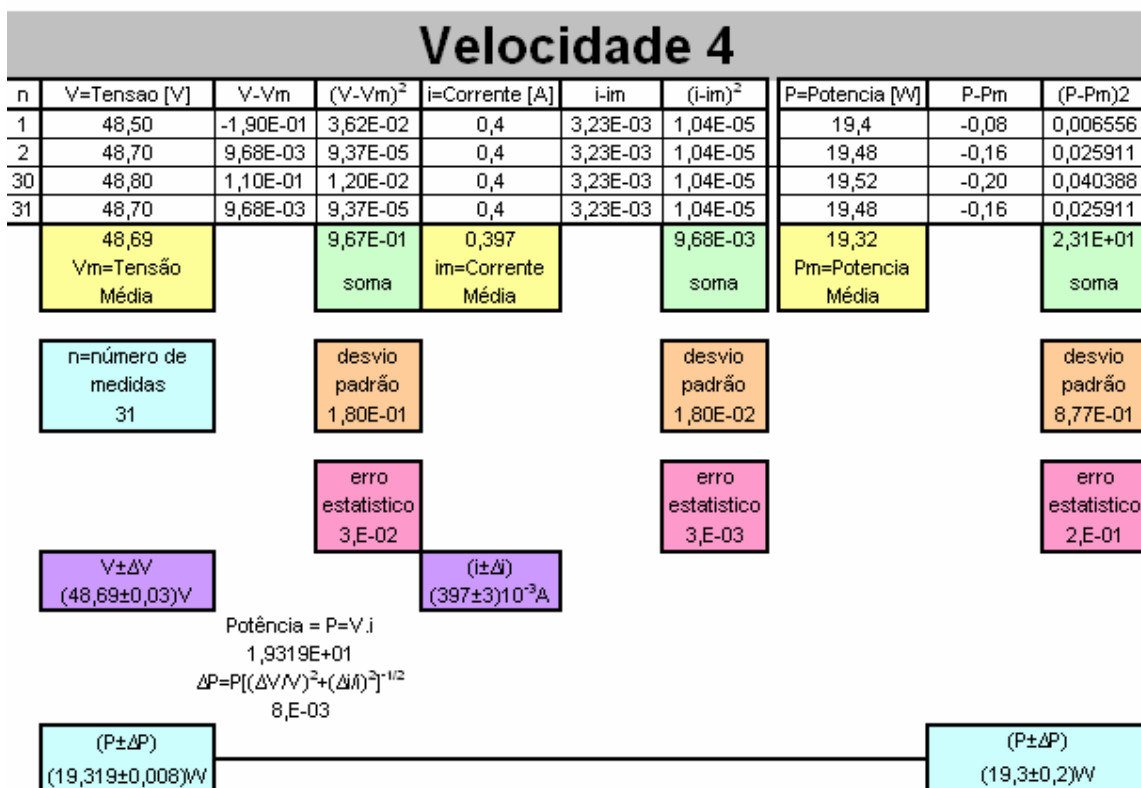 Velocidade 4
n V=Tensao [V] V-Vm (V-Vm)² i=Corrente [A] i-im (i-im)² P=Potencia [W] P-Pm (P-Pm)2
1 48,50 -1,90E-01 3,62E-02 0,4 3,23E-03 1,04E-05 19,4 -0,08 0,006556
2 48,70 9,68E-03 9,37E-05 0,4 3,23E-03 1,04E-05 19,48 -0,16 0,025911
30 48,80 1,10E-01 1,20E-02 0,4 3,23E-03 1,04E-05 19,52 -0,20 0,040388
31 48,70 9,68E-03 9,37E-05 0,4 3,23E-03 1,04E-05 19,48 -0,16 0,025911
48,69 9,67E-01 0,397 9,68E-03 19,32 2,31E+01
Vm=Tensão im=Corrente Pm=Potencia
soma soma soma
Média Média Média
n=número de desvio desvio desvio
medidas padrão padrão padrão
31 1,80E-01 1,80E-02 8,77E-01
erro erro erro
estatistico estatistico estatistico
3,E-02 3,E-03 2,E-01
V±ΔV (i±Δi)
(48,69±0,03)V (397±3)10⁻³A
Potência = P=V.i
1,9319E+01
ΔP=P[(ΔV/V)²+(Δi/i)²]⁻¹/²
8,E-03
(P±ΔP) (P±ΔP)
(19,319±0,008)W (19,3±0,2)W